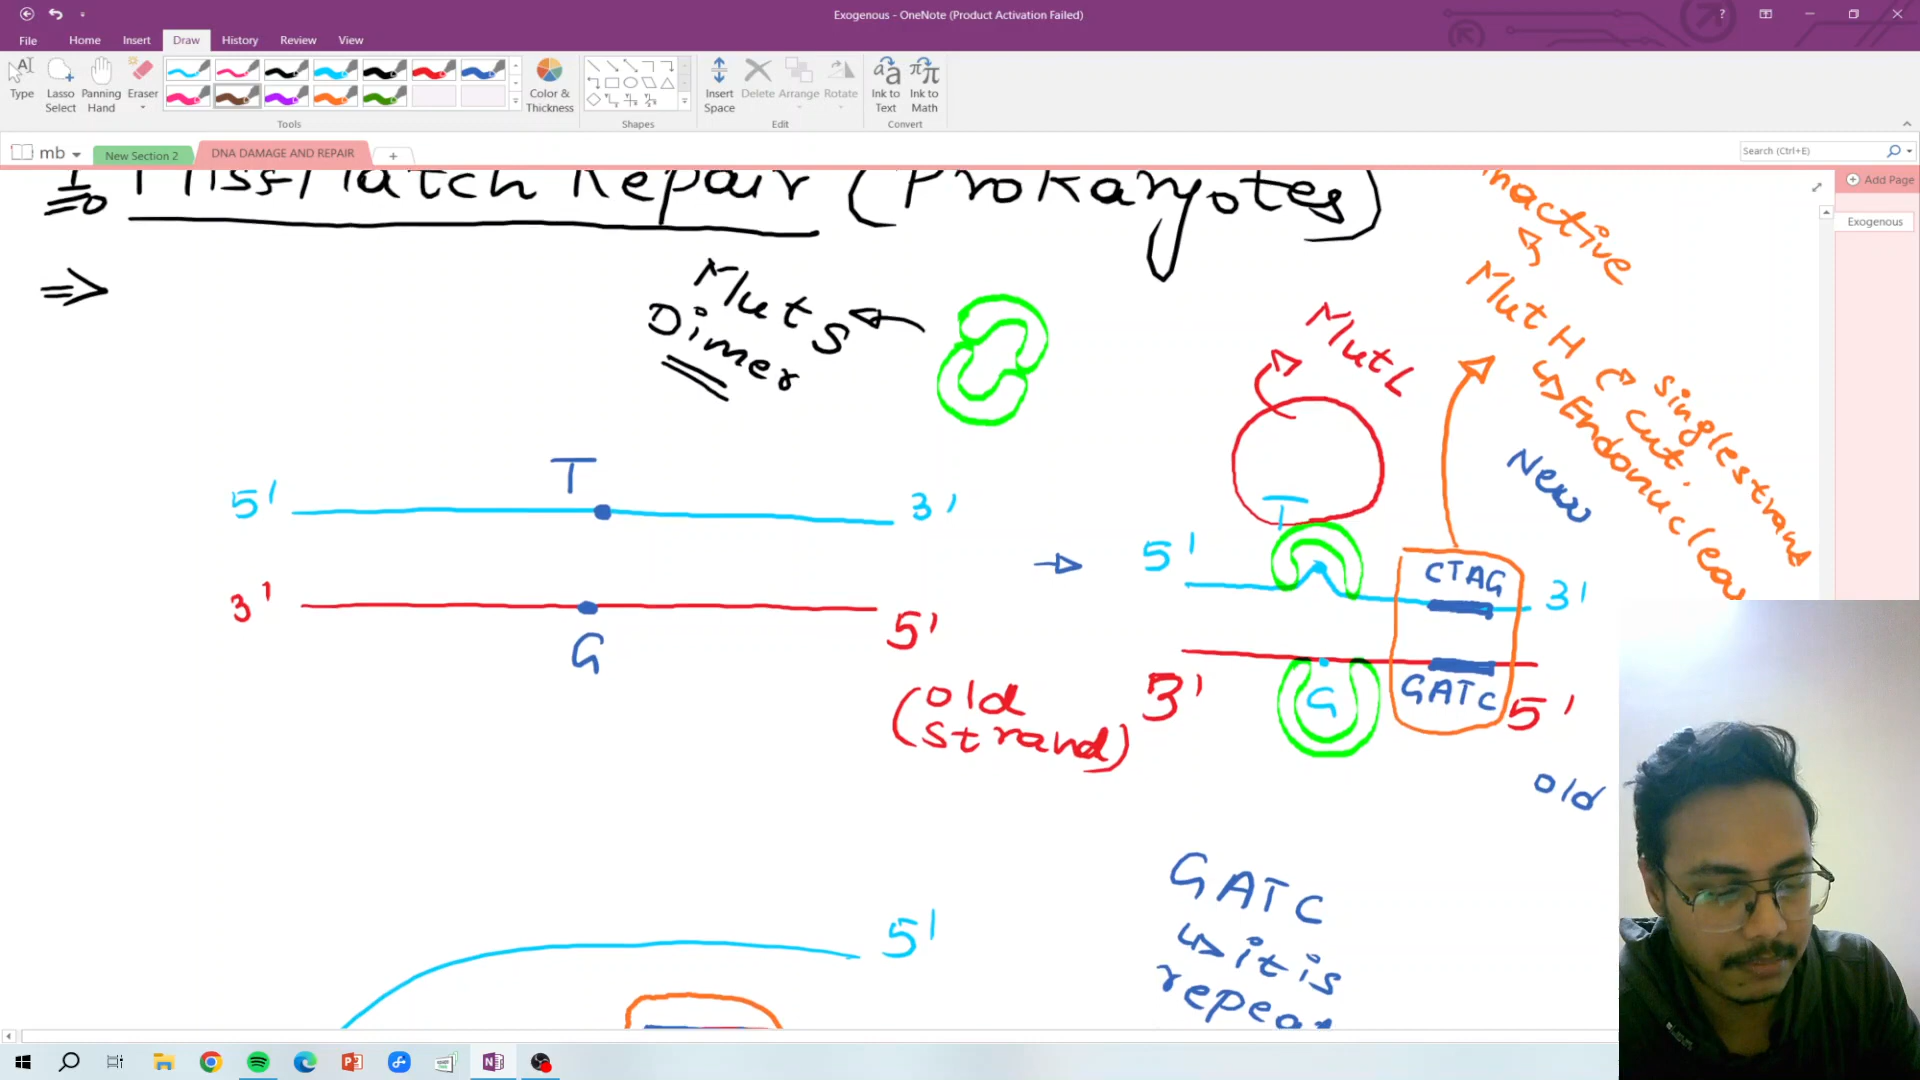 Exogenous - OneNote (Product Activation Failed)
?
File Home Insert Draw History Review View
Type
Lasso Select
Panning Hand
Eraser
Color & Thickness
Insert Space
Delete
Arrange
Rotate
Ink to Text
Ink to Math
Tools
Shapes
Edit
Convert
mb
New Section 2
DNA DAMAGE AND REPAIR
+
Search (Ctrl+E)
Add Page
Exogenous
MissMatch Repair (Prokaryotes)
⇒
MutS
Dimer
inactive
MutH
↳ Endonuclease
↱ Single strand
Cut.
MutL
New
T
5' 3'
3' 5'
G
(old
strand)
→
T
5' 3'
CTAG
G
3' 5'
GATC
old
GATC
↳ it is
5'